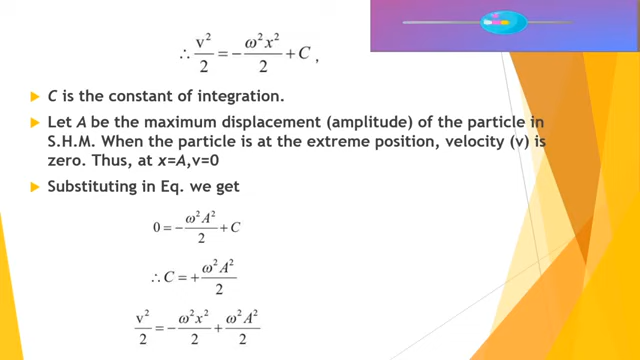 ∴ v²/2 = −ω²x²/2 + C ,
C is the constant of integration.
Let A be the maximum displacement (amplitude) of the particle in
S.H.M. When the particle is at the extreme position, velocity (v) is
zero. Thus, at x=A,v=0
Substituting in Eq. we get
0 = −ω²A²/2 + C
∴ C = +ω²A²/2
v²/2 = −ω²x²/2 + ω²A²/2